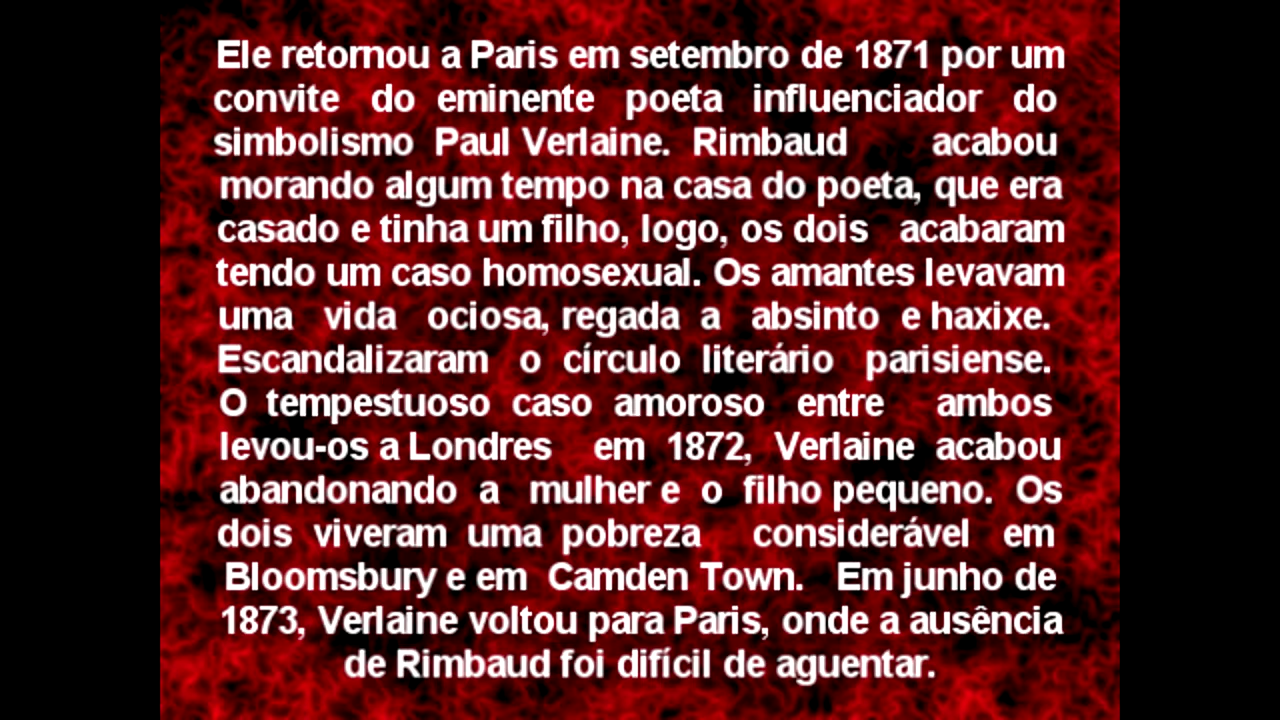 Ele retornou a Paris em setembro de 1871 por um
convite do eminente poeta influenciador do
simbolismo Paul Verlaine. Rimbaud acabou
morando algum tempo na casa do poeta, que era
casado e tinha um filho, logo, os dois acabaram
tendo um caso homosexual. Os amantes levavam
uma vida ociosa, regada a absinto e haxixe.
Escandalizaram o círculo literário parisiense.
O tempestuoso caso amoroso entre ambos
levou-os a Londres em 1872, Verlaine acabou
abandonando a mulher e o filho pequeno. Os
dois viveram uma pobreza considerável em
Bloomsbury e em Camden Town. Em junho de
1873, Verlaine voltou para Paris, onde a ausência
de Rimbaud foi difícil de aguentar.